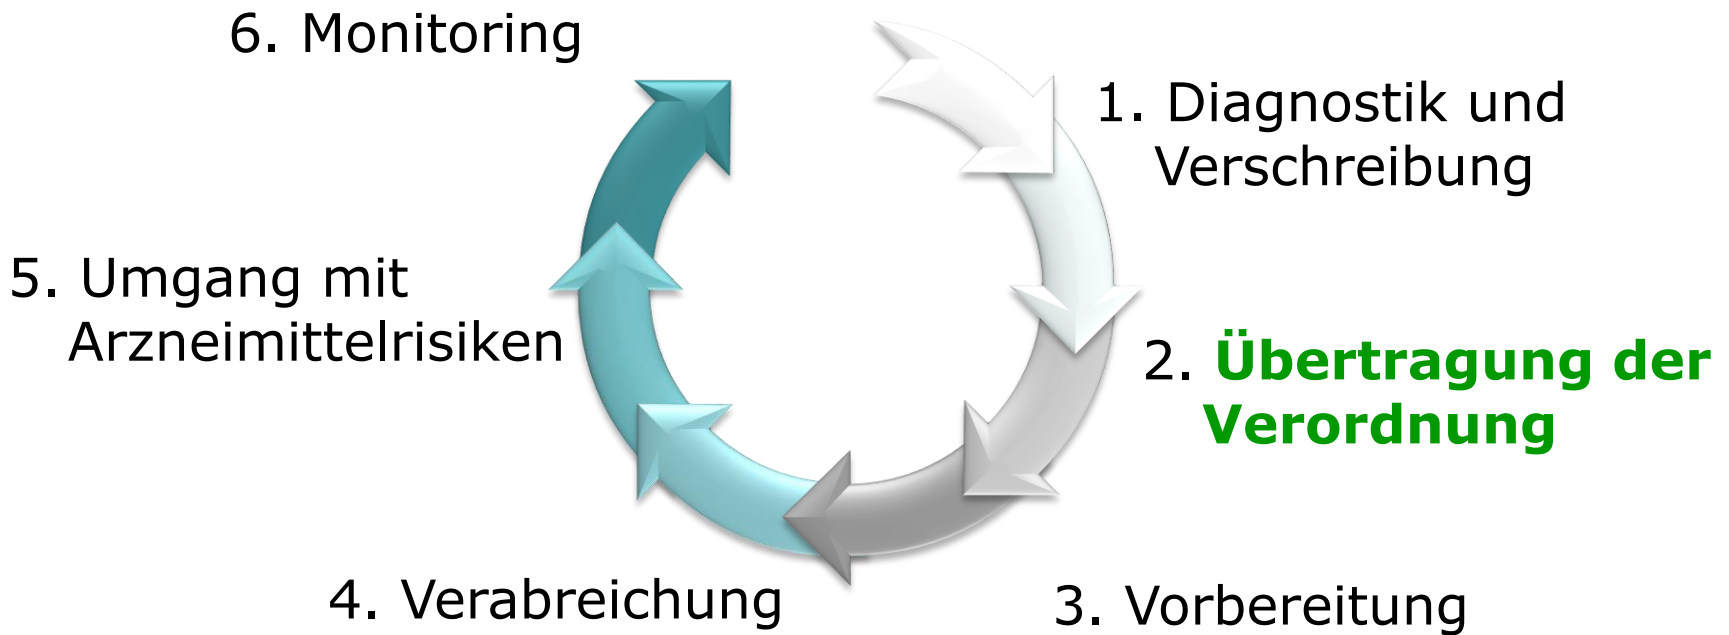 6. Monitoring
1. Diagnostik und
Verschreibung
5. Umgang mit
Arzneimittelrisiken
2. Übertragung der
Verordnung
4. Verabreichung
3. Vorbereitung